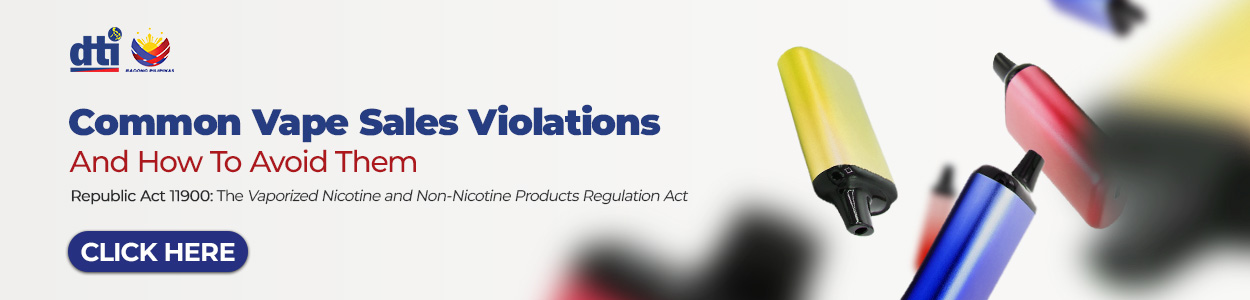 dti
BAGONG PILIPINAS
Common Vape Sales Violations
And How To Avoid Them
Republic Act 11900: The Vaporized Nicotine and Non-Nicotine Products Regulation Act
CLICK HERE